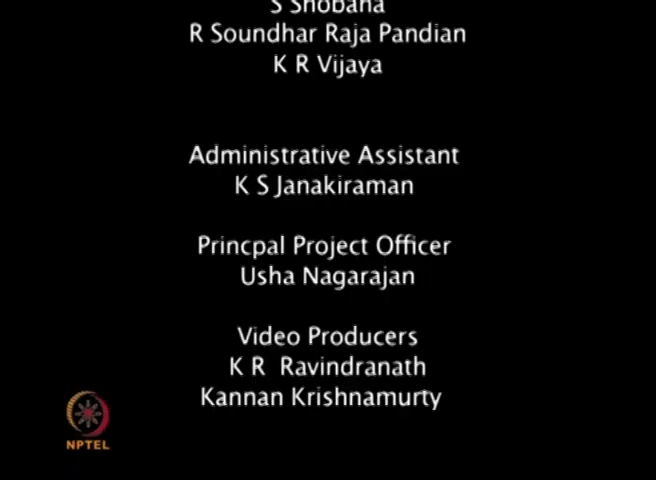 S Shobana
R Soundhar Raja Pandian
K R Vijaya
Administrative Assistant
K S Janakiraman
Princpal Project Officer
Usha Nagarajan
Video Producers
K R Ravindranath
Kannan Krishnamurty
NPTEL